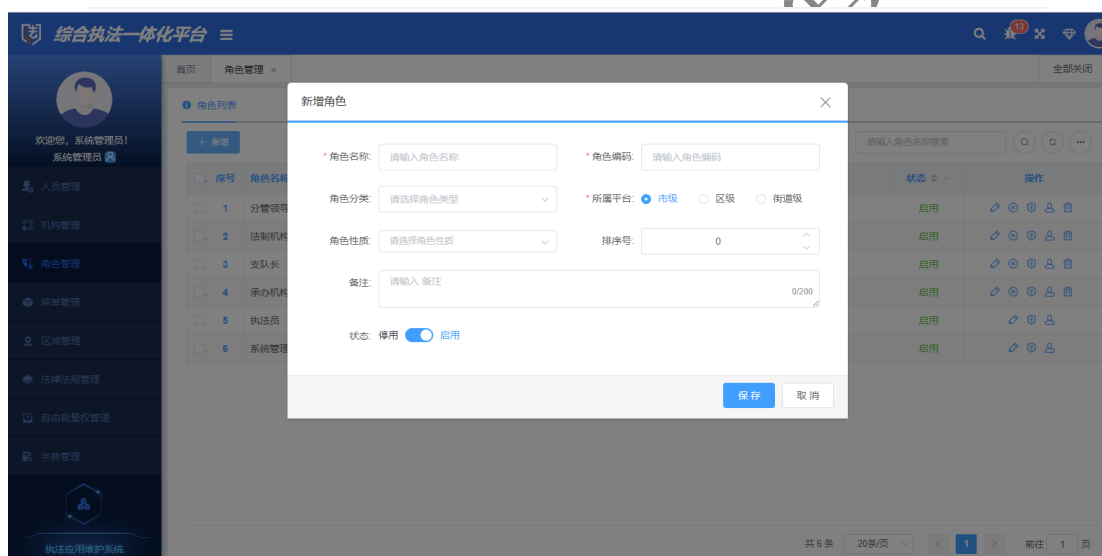 综合执法一体化平台
13
首页 角色管理 × 全部关闭
欢迎您，系统管理员!
系统管理员
人员管理
机构管理
角色管理
菜单管理
区域管理
法律法规管理
自由裁量权管理
字典管理
执法应用维护系统
角色列表
+ 新增
请输入角色名称搜索
序号 角色名称 状态 操作
1 分管领导 启用
2 法制机构 启用
3 支队长 启用
4 承办机构 启用
5 执法员 启用
6 系统管理 启用
新增角色
* 角色名称: 请输入角色名称 * 角色编码: 请输入角色编码
角色分类: 请选择角色类型 * 所属平台: 市级 区级 街道级
角色性质: 请选择角色性质 排序号: 0
备注: 请输入 备注
0/200
状态: 停用 启用
保存 取消
共 6 条 20条/页 1 前往 1 页